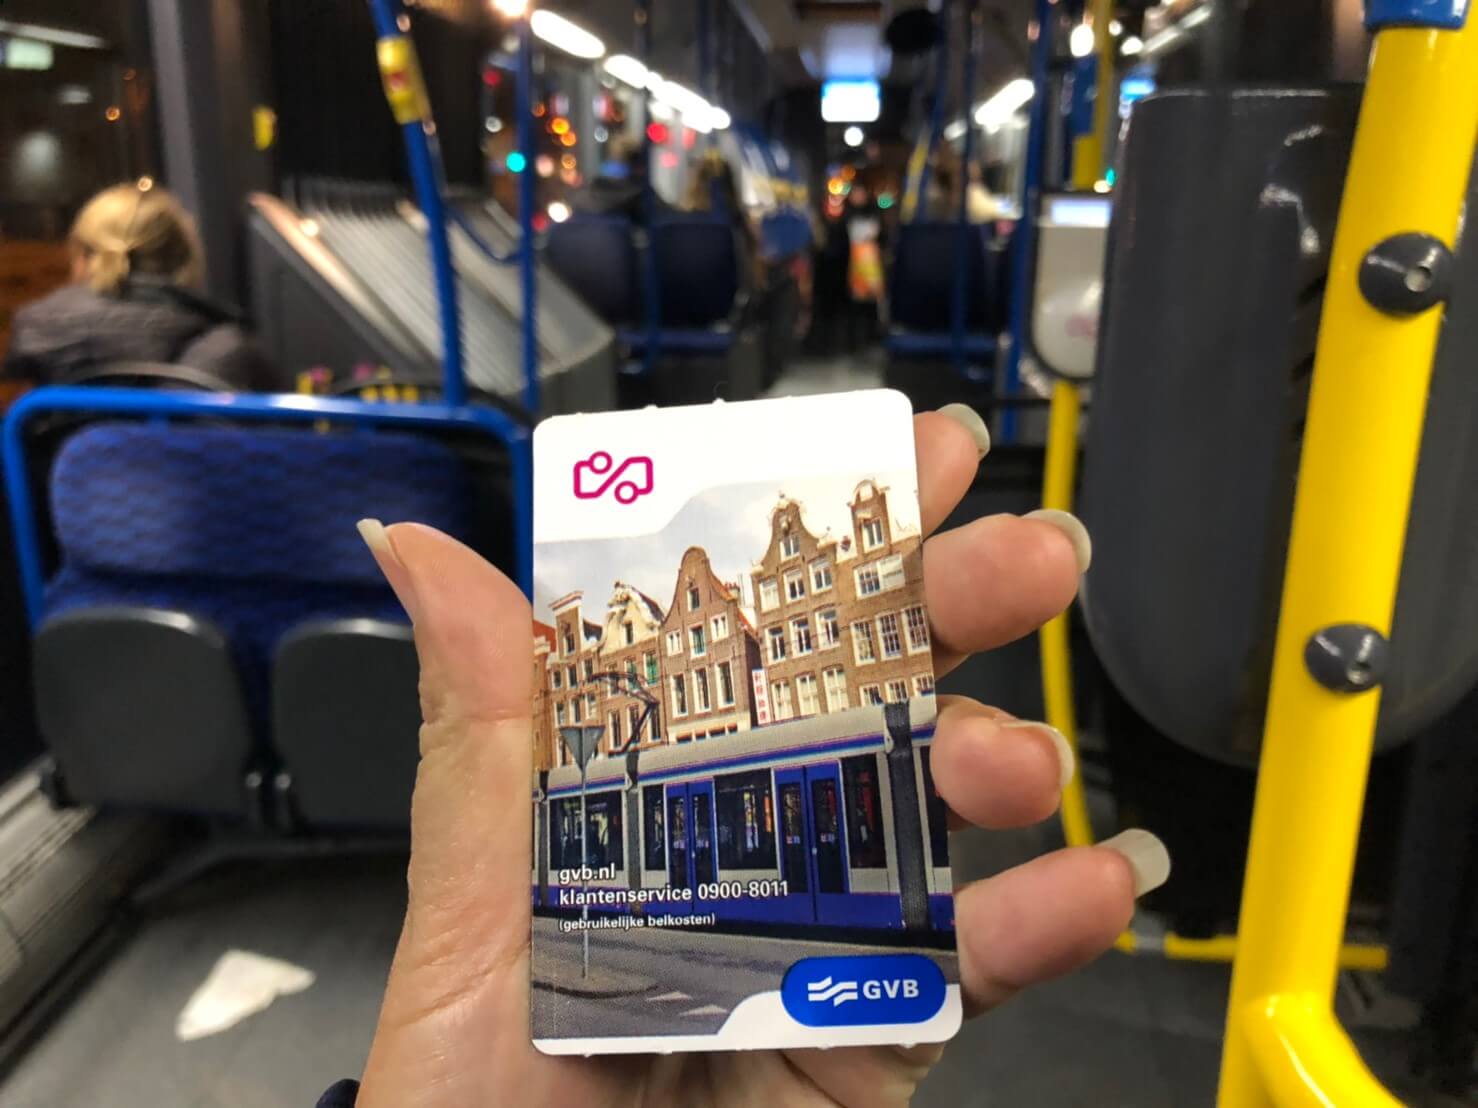 gvb.nl
klantenservice 0900-8011
(gebruikelijke belkosten)
GVB